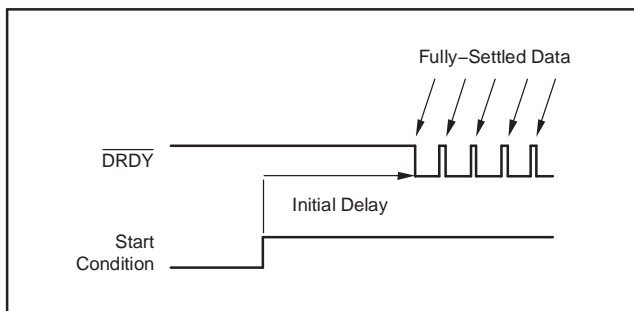 Fully−Settled Data
DRDY
Initial Delay
Start
Condition